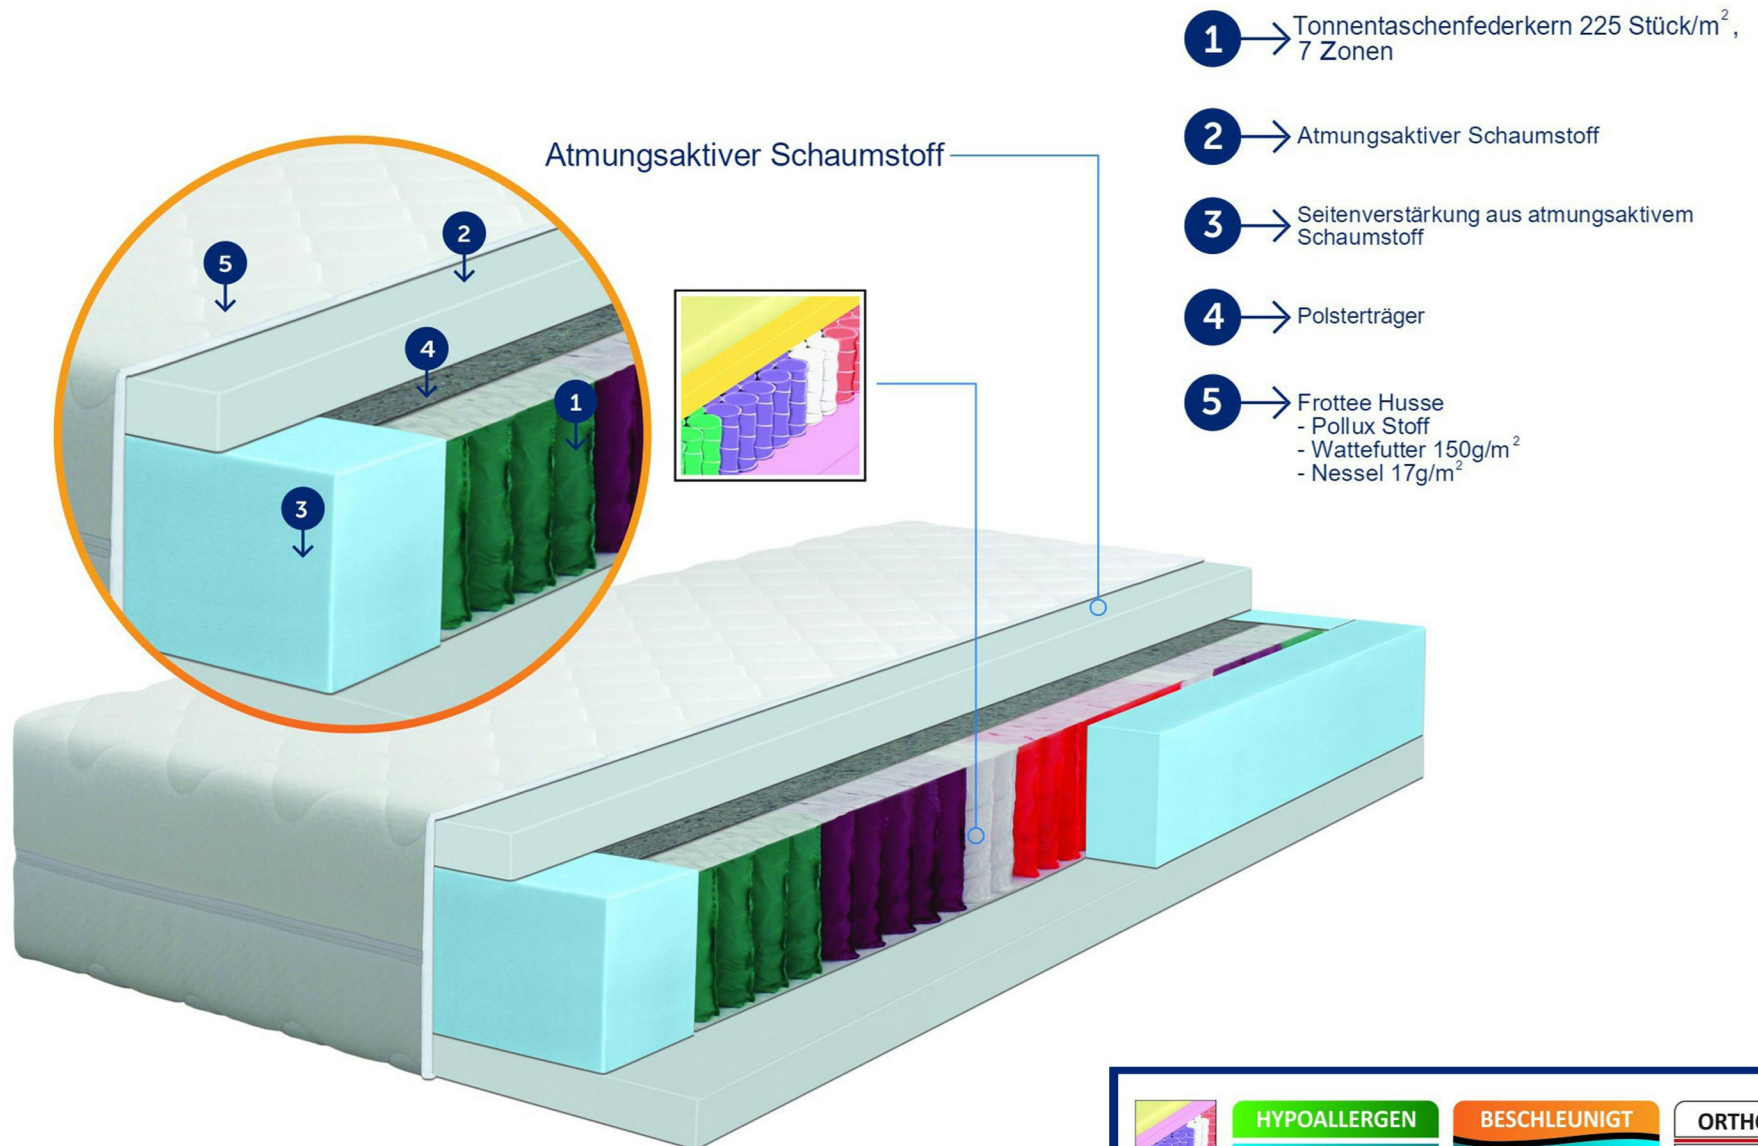 1 Tonnentaschenfederkern 225 Stück/m²,
7 Zonen
Atmungsaktiver Schaumstoff
2 Atmungsaktiver Schaumstoff
3 Seitenverstärkung aus atmungsaktivem
Schaumstoff
4 Polsterträger
5 Frottee Husse
- Pollux Stoff
- Wattefutter 150g/m²
- Nessel 17g/m²
5
2
4
1
3
HYPOALLERGEN
BESCHLEUNIGT
ORTHO